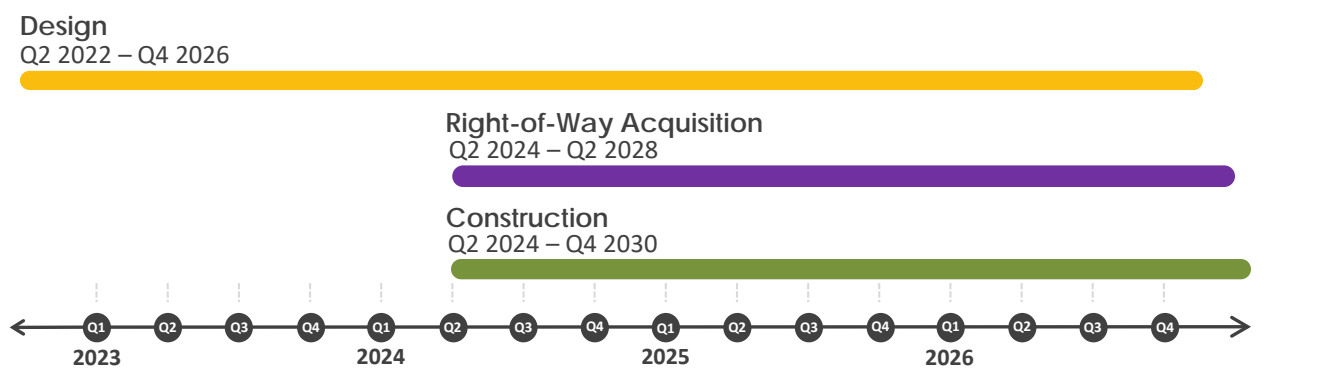 Design
Q2 2022 – Q4 2026
Right-of-Way Acquisition
Q2 2024 – Q2 2028
Construction
Q2 2024 – Q4 2030
Q1 Q2 Q3 Q4 Q1 Q2 Q3 Q4 Q1 Q2 Q3 Q4 Q1 Q2 Q3 Q4
2023 2024 2025 2026